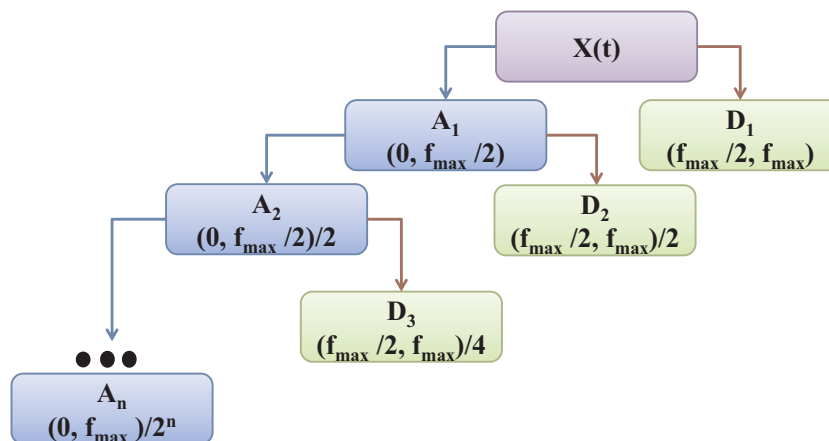 X(t)
A₁
(0, fₘₐₓ /2)
D₁
(fₘₐₓ /2, fₘₐₓ)
A₂
(0, fₘₐₓ /2)/2
D₂
(fₘₐₓ /2, fₘₐₓ)/2
D₃
(fₘₐₓ /2, fₘₐₓ)/4
Aₙ
(0, fₘₐₓ )/2ⁿ